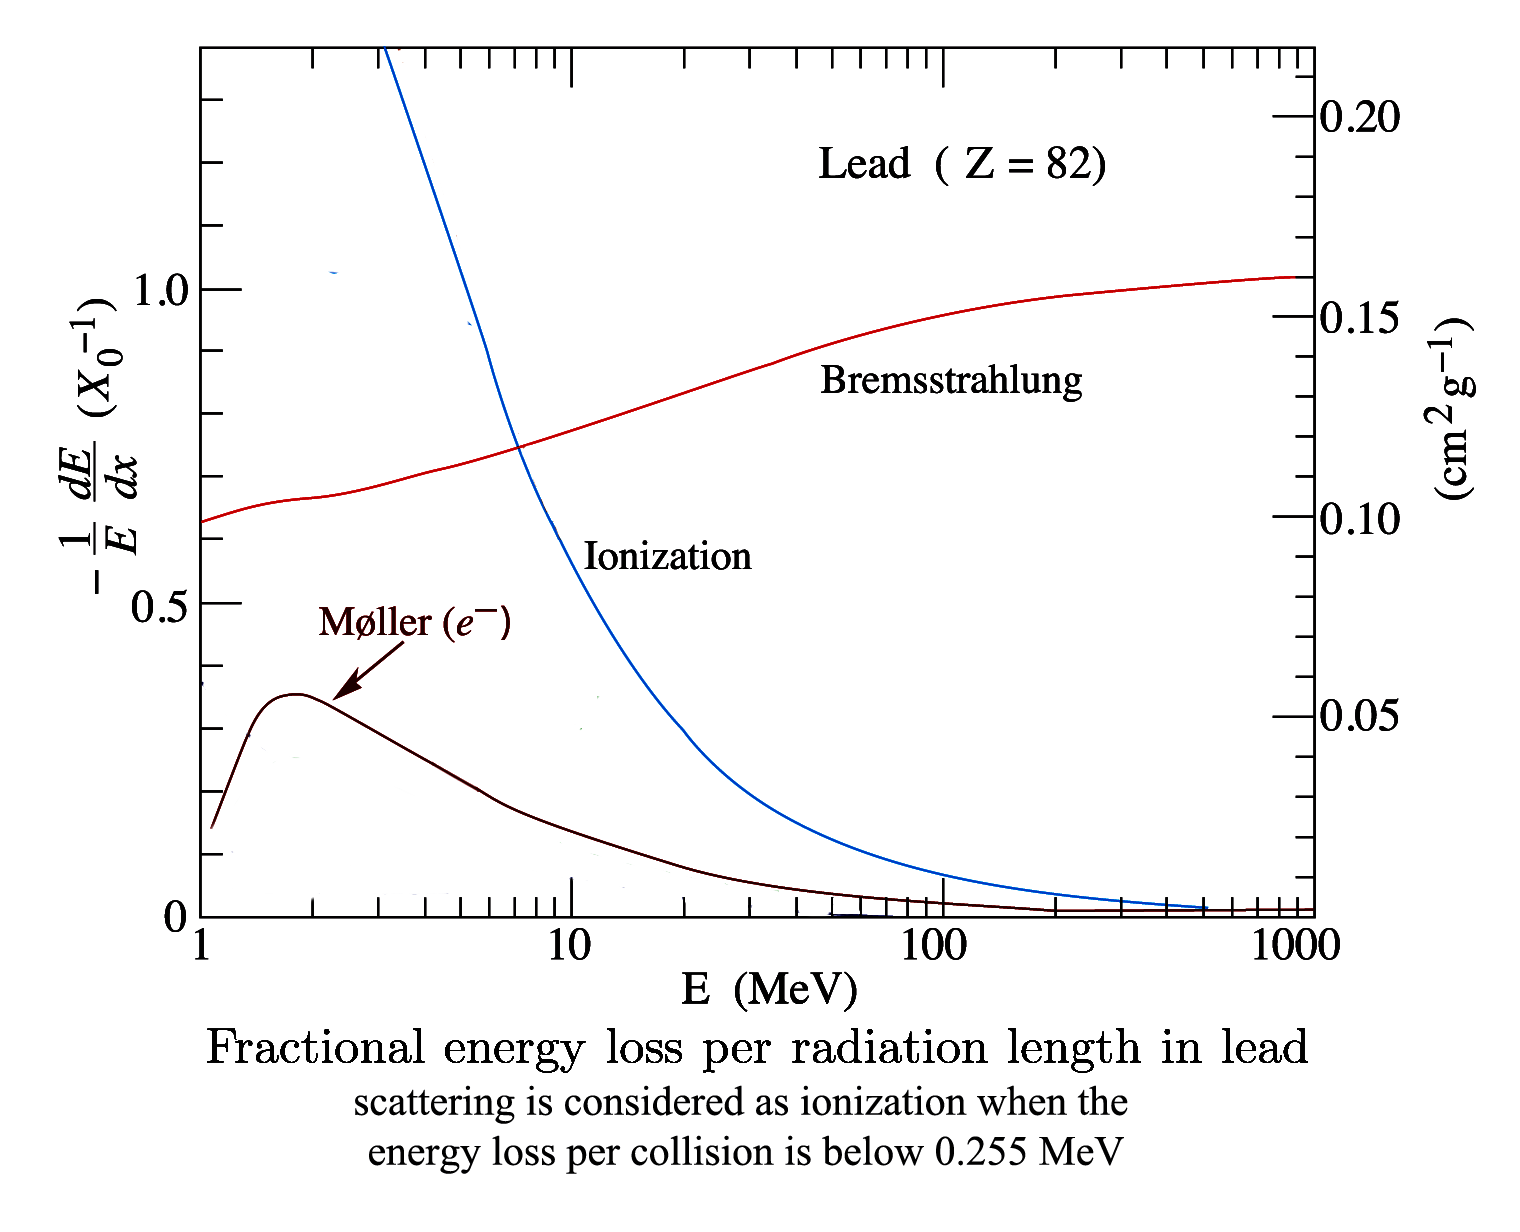 Lead ( Z = 82)
Bremsstrahlung
Ionization
Møller (e⁻)
1.0
0.5
0
− 1/E dE/dx (X₀⁻¹)
0.20
0.15
0.10
0.05
(cm² g⁻¹)
1 10 100 1000
E (MeV)
Fractional energy loss per radiation length in lead
scattering is considered as ionization when the
energy loss per collision is below 0.255 MeV